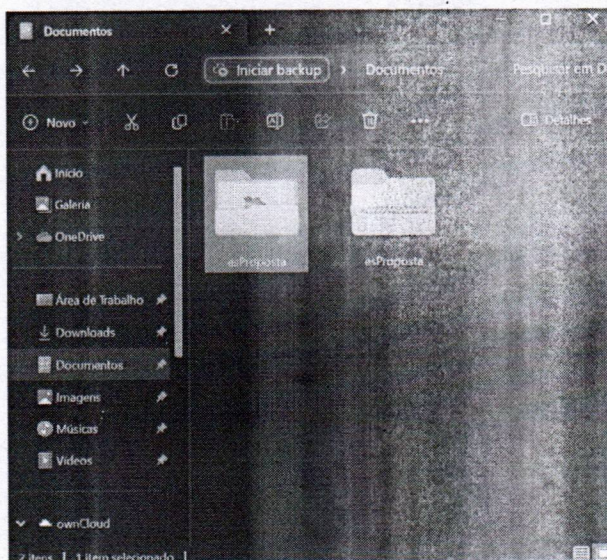 Documentos
Iniciar backup > Documentos Pesquisar em D
Novo Detalhes
Início
Galeria
OneDrive
esProposta esProposta
Área de Trabalho
Downloads
Documentos
Imagens
Músicas
Vídeos
ownCloud
2 itens | 1 item selecionado |